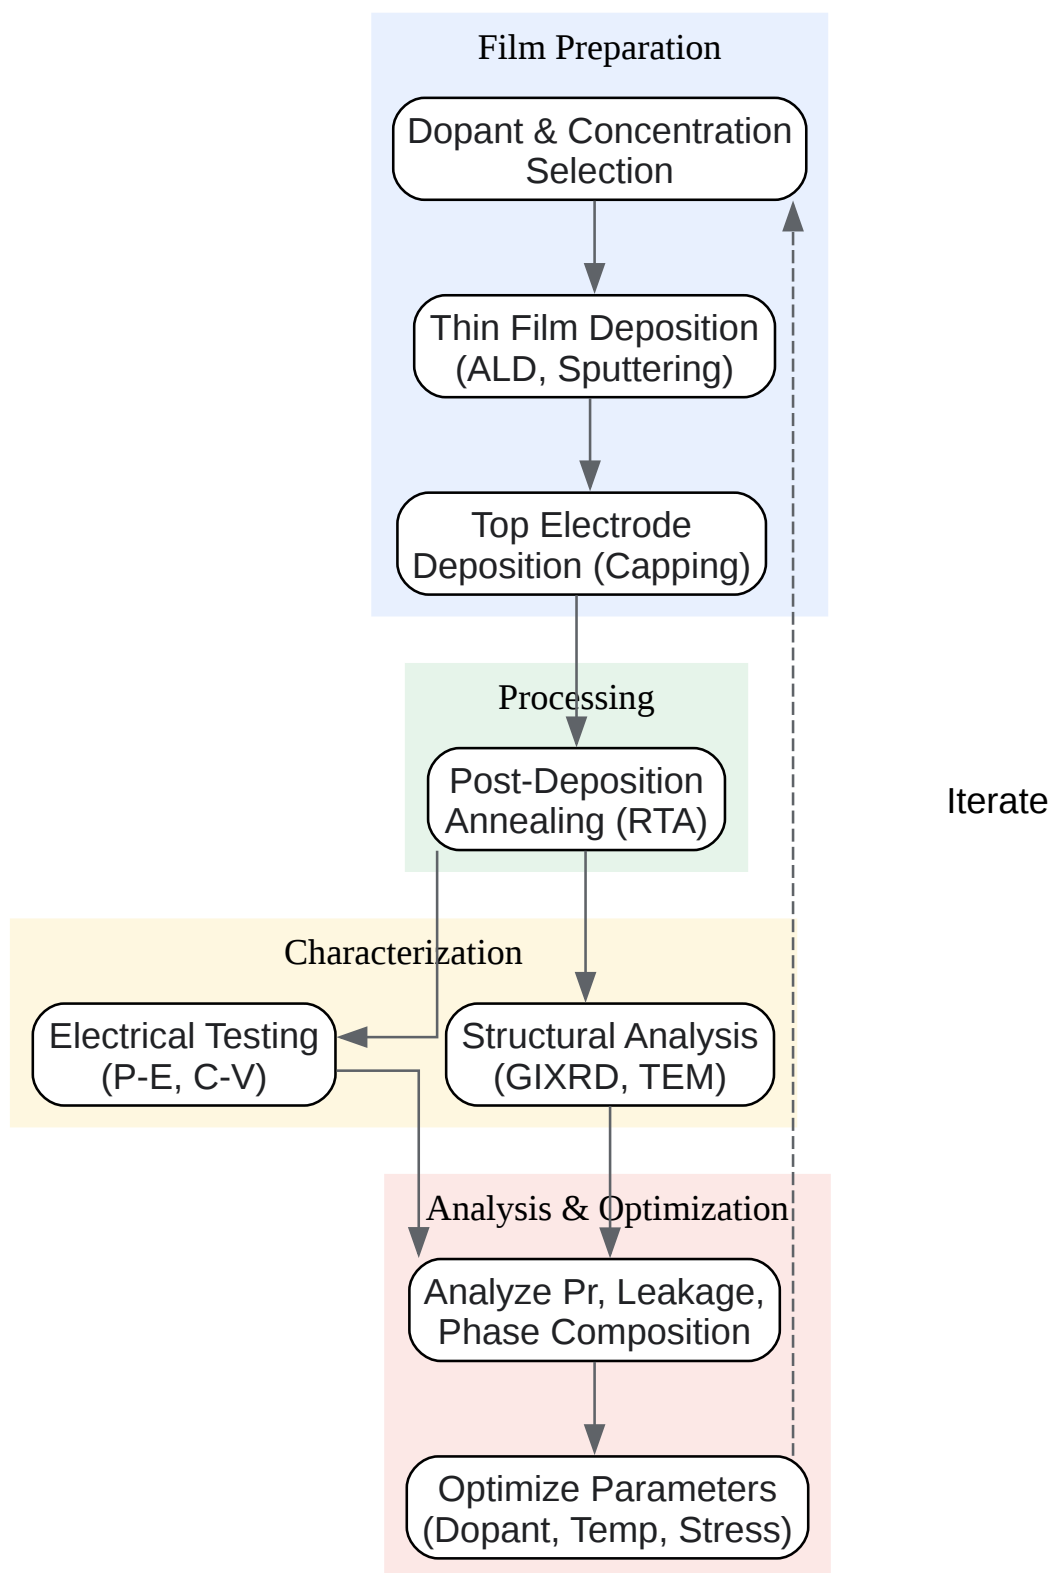 Film Preparation
Dopant & Concentration
Selection
Thin Film Deposition
(ALD, Sputtering)
Top Electrode
Deposition (Capping)
Processing
Post-Deposition
Annealing (RTA)
Iterate
Characterization
Electrical Testing
(P-E, C-V)
Structural Analysis
(GIXRD, TEM)
Analysis & Optimization
Analyze Pr, Leakage,
Phase Composition
Optimize Parameters
(Dopant, Temp, Stress)